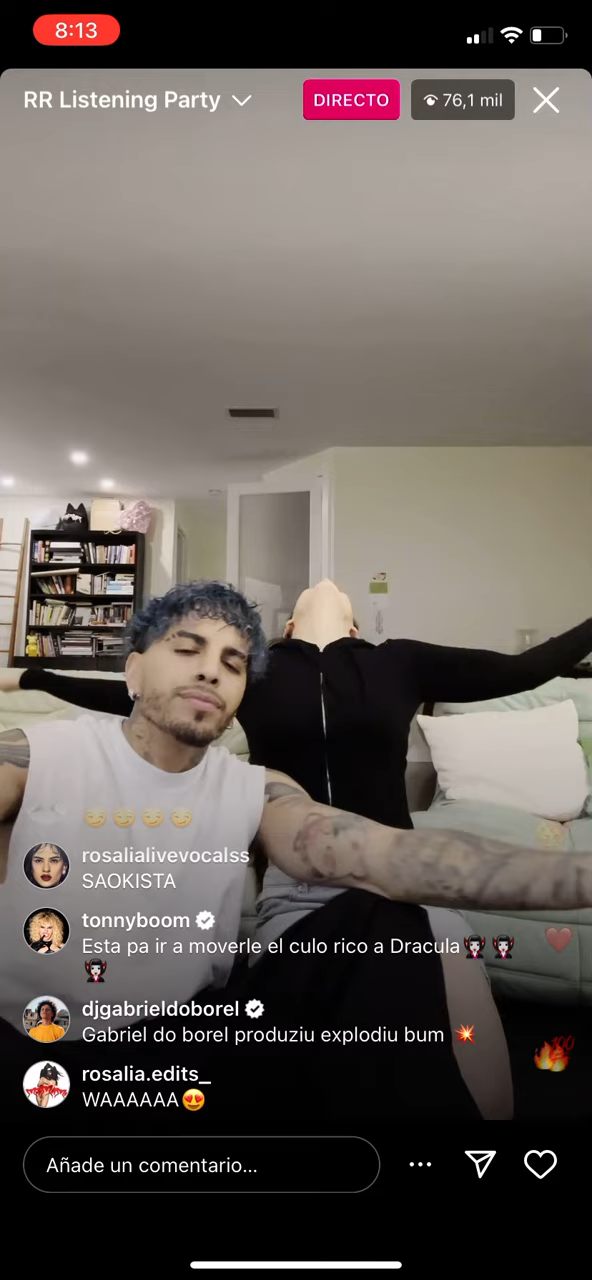 8:13
RR Listening Party
DIRECTO
76,1 mil
😏 😏 😏 😏
rosalialivevocalss
SAOKISTA
tonnyboom
Esta pa ir a moverle el culo rico a Dracula🧛🏻‍♀️🧛🏻‍♀️
🧛🏻‍♀️
djgabrieldoborel
Gabriel do borel produziu explodiu bum 💥
rosalia.edits_
WAAAAAA😍
💯
Añade un comentario...